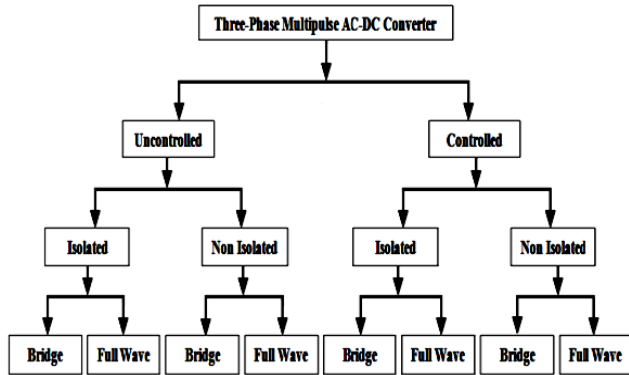 Three-Phase Multipulse AC-DC Converter
Uncontrolled
Controlled
Isolated
Non Isolated
Isolated
Non Isolated
Bridge
Full Wave
Bridge
Full Wave
Bridge
Full Wave
Bridge
Full Wave